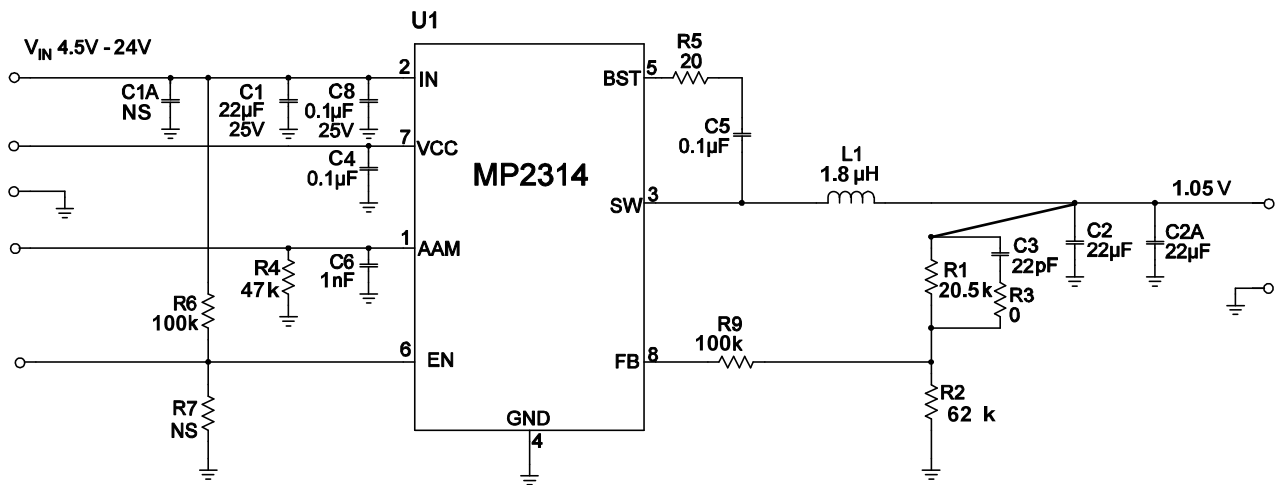 U1
V_IN 4.5V - 24V
2
IN
C1A
NS
C1
22µF
25V
C8
0.1µF
25V
7
VCC
C4
0.1µF
1
AAM
R4
47k
C6
1nF
R6
100k
6
EN
R7
NS
MP2314
GND
4
BST
5
R5
20
C5
0.1µF
SW
3
L1
1.8 µH
1.05 V
C2
22µF
C2A
22µF
C3
22pF
R1
20.5k
R3
0
FB
8
R9
100k
R2
62 k